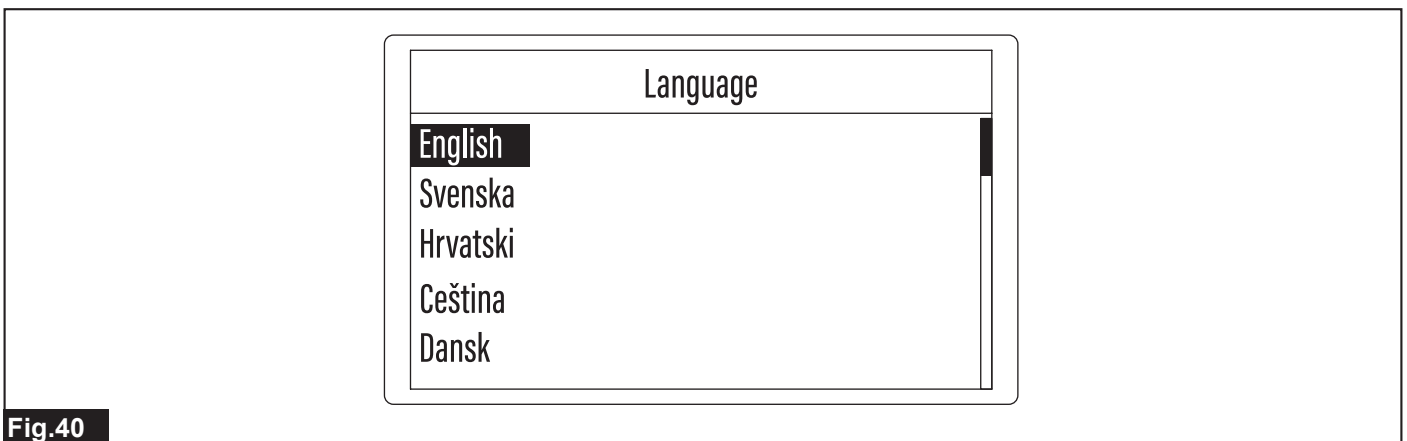 Language
English
Svenska
Hrvatski
Ceština
Dansk
Fig.40